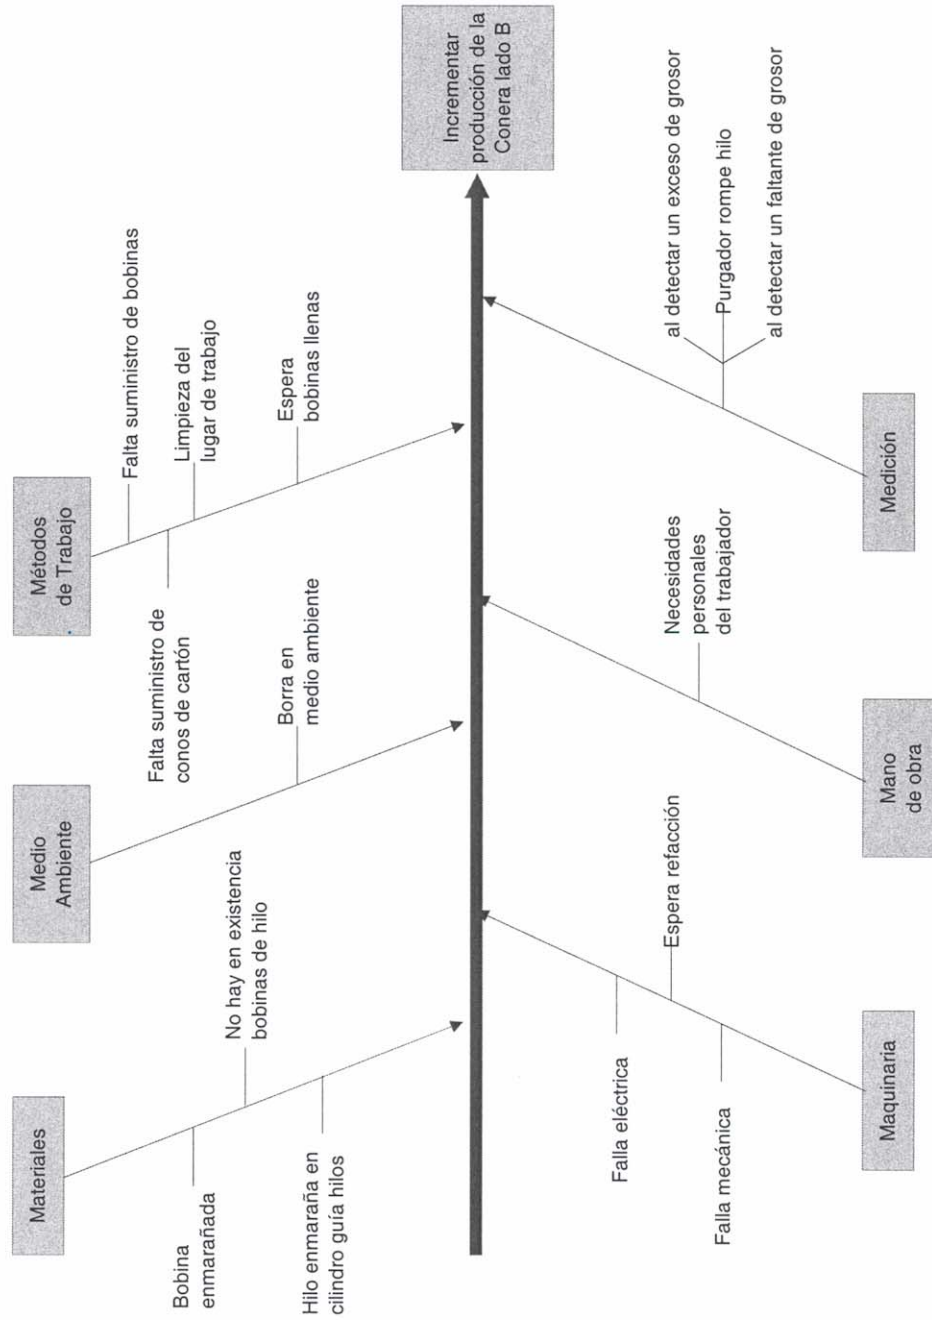 Materiales
Bobina
enmarañada
No hay en existencia
bobinas de hilo
Hilo enmaraña en
cilindro guía hilos
Medio
Ambiente
Borra en
medio ambiente
Métodos
de Trabajo
Falta suministro de bobinas
Falta suministro de
conos de cartón
Limpieza del
lugar de trabajo
Espera
bobinas llenas
Incrementar
producción de la
Conera lado B
Falla eléctrica
Espera refacción
Falla mecánica
Maquinaria
Necesidades
personales
del trabajador
Mano
de obra
al detectar un exceso de grosor
Purgador rompe hilo
al detectar un faltante de grosor
Medición